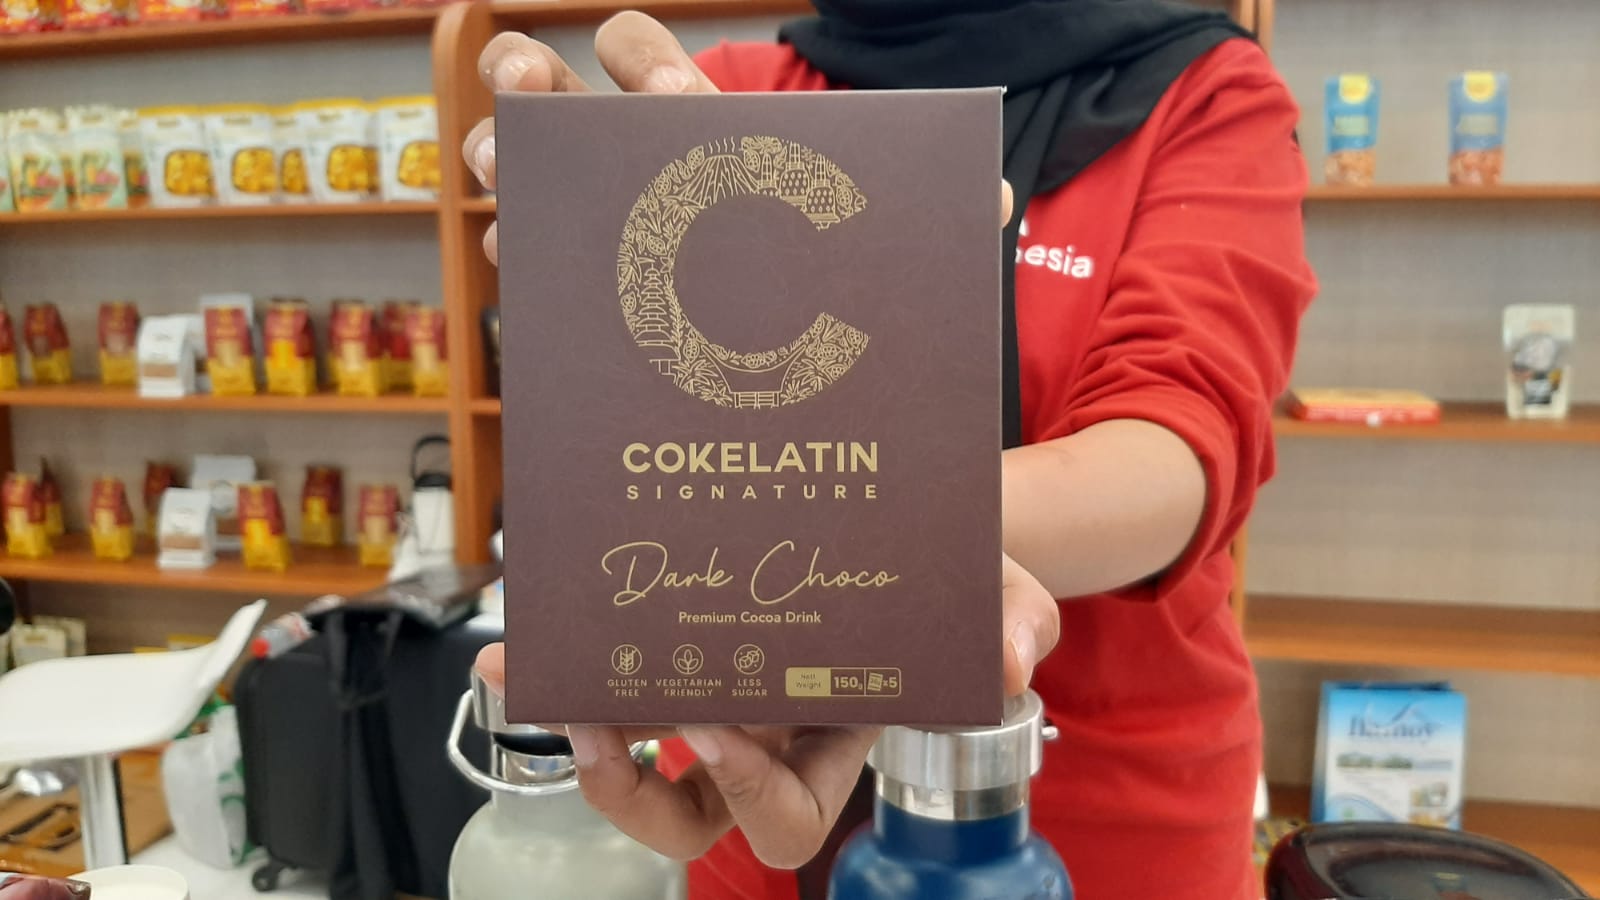 COKELATIN
SIGNATURE
Dark Choco
Premium Cocoa Drink
GLUTEN
FREE
VEGETARIAN
FRIENDLY
LESS
SUGAR
Nett
Weight
150g
x5
esia